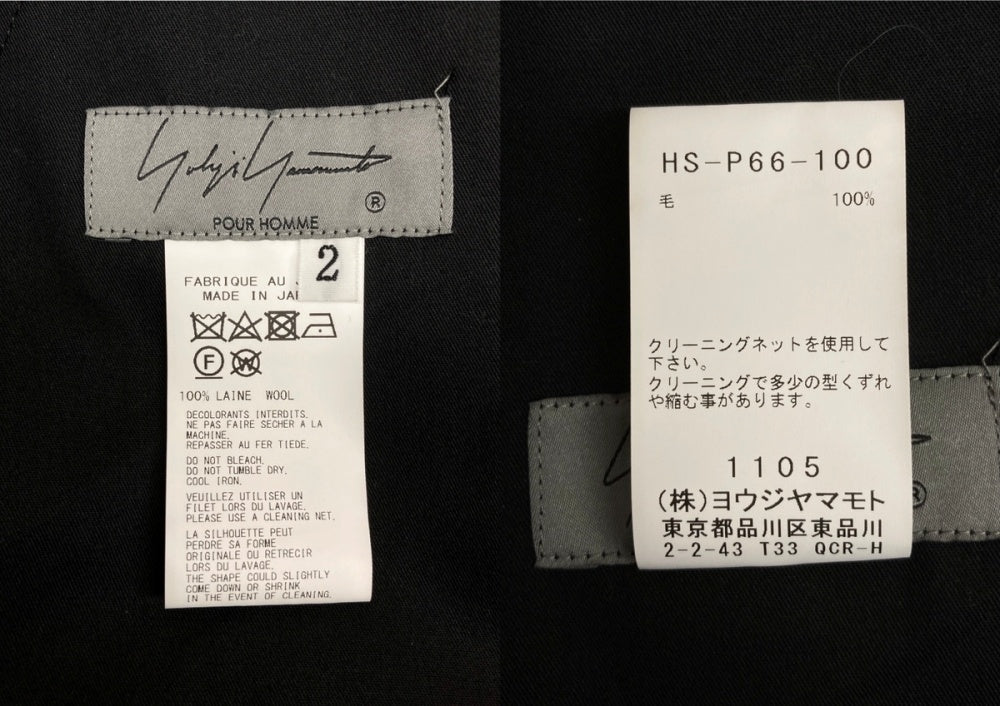 Yohji Yamamoto
®
POUR HOMME
2
FABRIQUE AU
MADE IN JA
F
W
100% LAINE WOOL
DECOLORANTS INTERDITS.
NE PAS FAIRE SECHER A LA
MACHINE.
REPASSER AU FER TIEDE.
DO NOT BLEACH.
DO NOT TUMBLE DRY.
COOL IRON.
VEUILLEZ UTILISER UN
FILET LORS DU LAVAGE.
PLEASE USE A CLEANING NET.
LA SILHOUETTE PEUT
PERDRE SA FORME
ORIGINALE OU RETRECIR
LORS DU LAVAGE.
THE SHAPE COULD SLIGHTLY
COME DOWN OR SHRINK
IN THE EVENT OF CLEANING.
HS-P66-100
毛 100%
クリーニングネットを使用して
下さい。
クリーニングで多少の型くずれ
や縮む事があります。
1105
(株)ヨウジヤマモト
東京都品川区東品川
2-2-43 T33 QCR-H
®